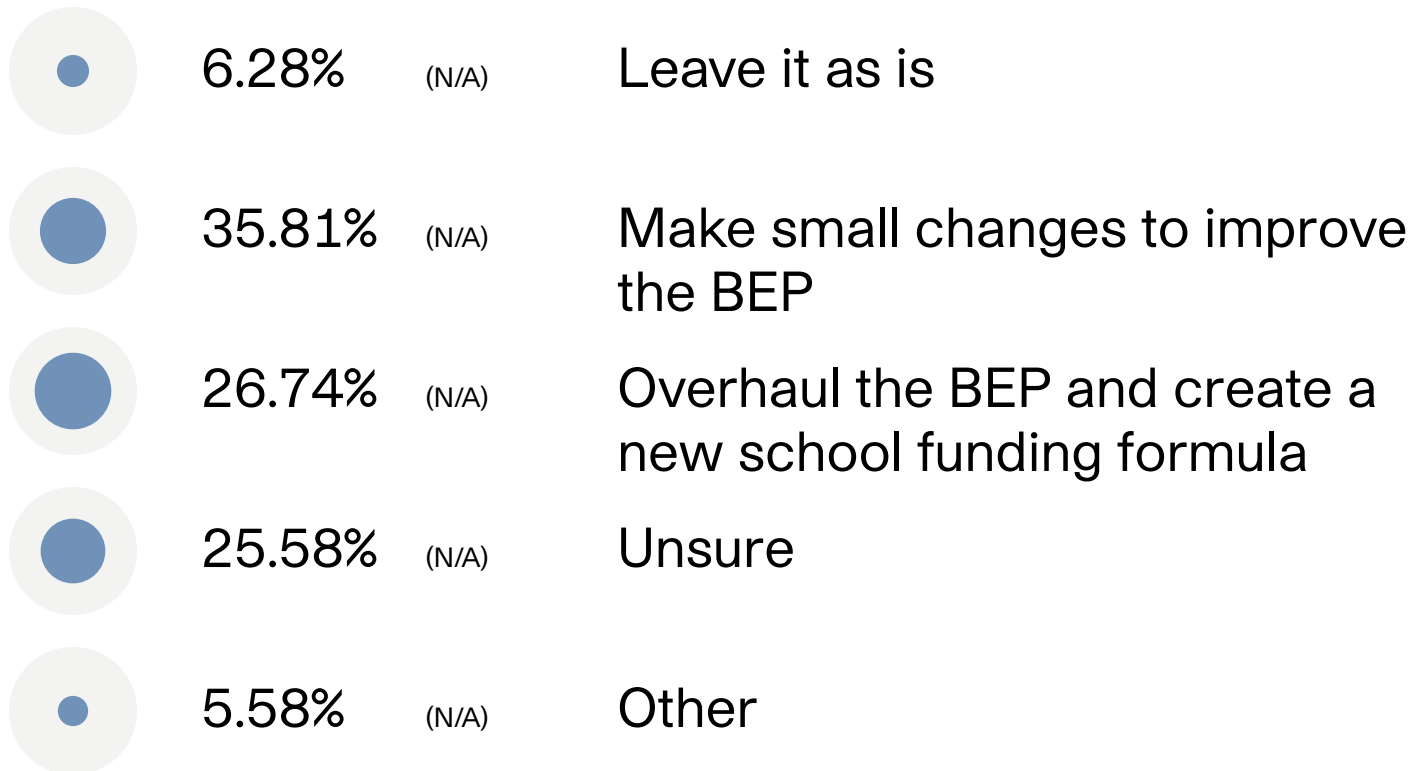 6.28% (N/A) Leave it as is
35.81% (N/A) Make small changes to improve
the BEP
26.74% (N/A) Overhaul the BEP and create a
new school funding formula
25.58% (N/A) Unsure
5.58% (N/A) Other